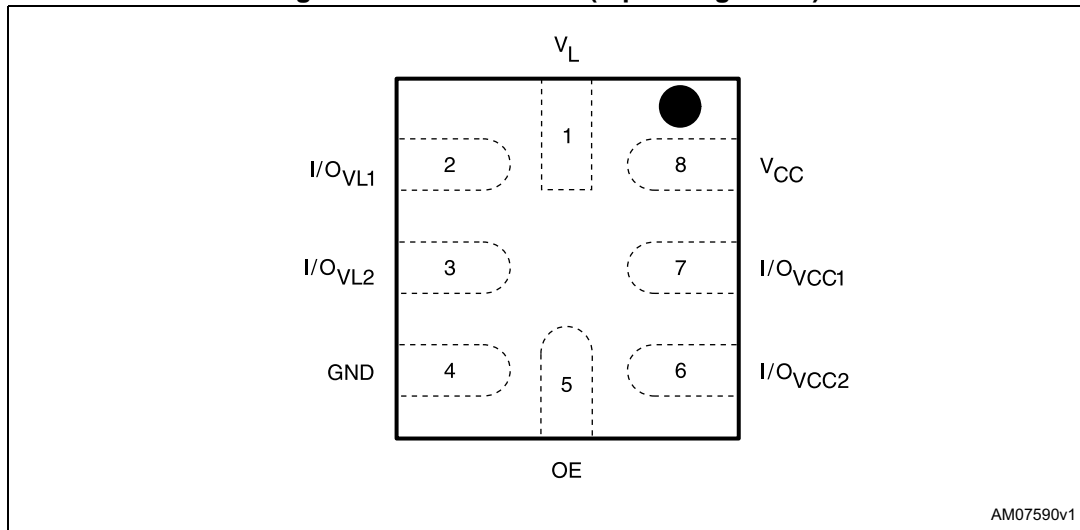 V_L
1
I/O_VL1 2 8 V_CC
I/O_VL2 3 7 I/O_VCC1
GND 4 6 I/O_VCC2
5
OE
AM07590v1